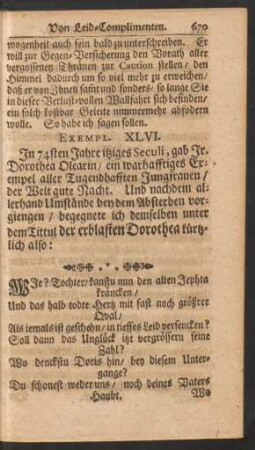 Von Leid-Complimenten. 670
wogenheit auch sein bald zu unterschreiben. Er
will zur Gegen-Versicherung den Vorath aller
vergossenen Thränen zur Caution stellen / den
Himmel dadurch um so viel mehr zu erweichen /
daß er von Ihnen samt und sonders / so lange Sie
in dieser Verlust-vollen Wallfahrt sich befinden /
ein solch kostbar Geleite nimmermehr abfodern
wolle. So habe ich sagen sollen.
EXEMPL. XLVI.
In 74sten Jahre itziges Seculi, gab Jr.
Dorothea Olearin / ein warhafftiges Ex-
empel aller Tugendhafften Jungfrauen /
der Welt gute Nacht. Und nachdem al-
lerhand Umstände bey dem Absterben vor-
giengen / begegnete ich demselben unter
dem Tittul der erblasten Dorothea kürtz-
lich also:
WJe? Tochter / kanstu nun den alten Jephta
kräncken /
Und das halb todte Hertz mit fast noch größrer
Qval /
Als iemals ist geschehn / in tieffes Leid versencken?
Soll dann das Unglück itzt vergrössern seine
Zahl?
Wo denckstu Doris hin / bey diesem Unter-
gange?
Du schonest weder uns / noch deines Vaters
Haubt.
Wo